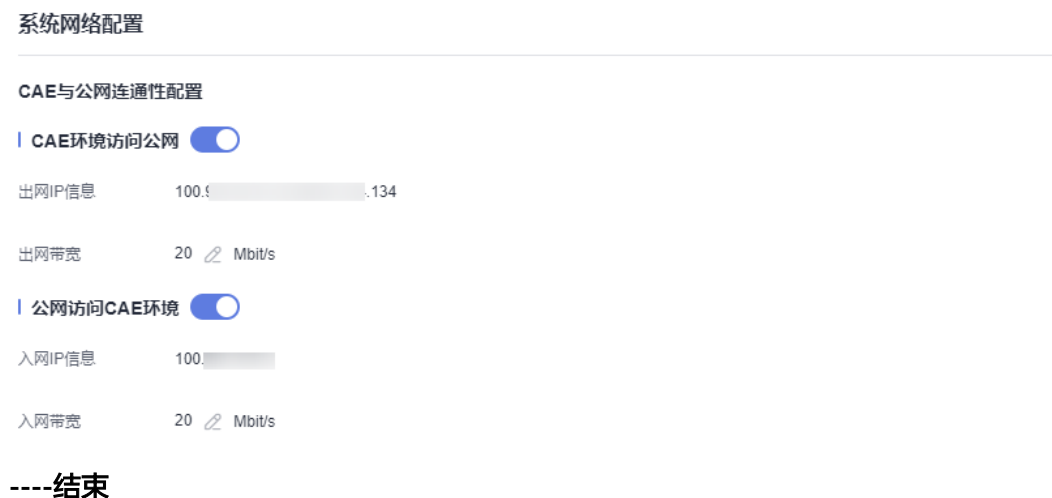 系统网络配置
CAE与公网连通性配置
CAE环境访问公网
出网IP信息 100.9 .134
出网带宽 20 Mbit/s
公网访问CAE环境
入网IP信息 100.
入网带宽 20 Mbit/s
----结束